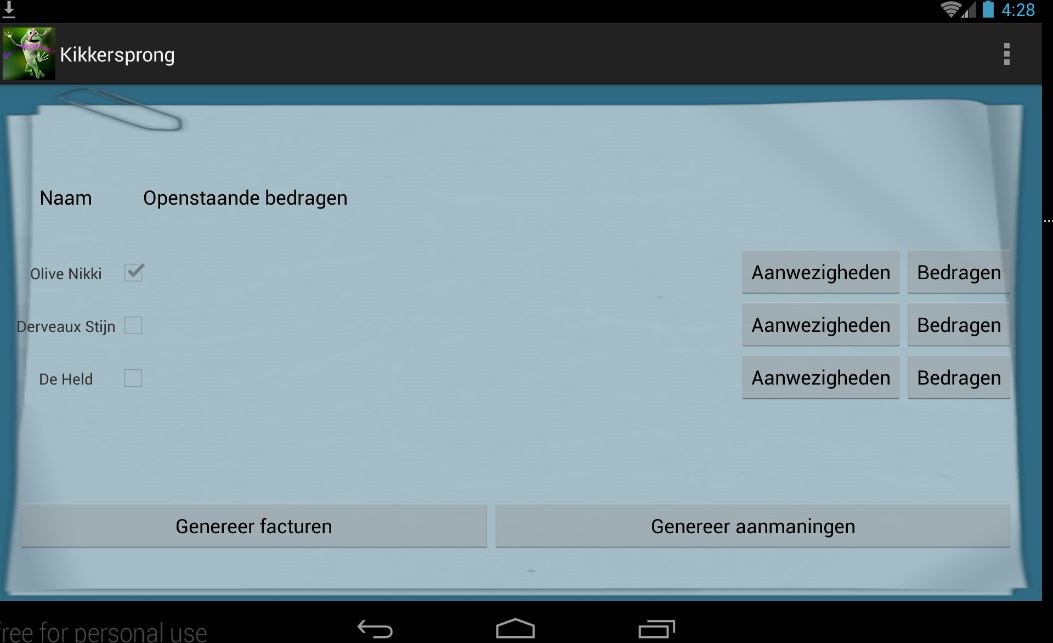 4:28
Kikkersprong
Naam Openstaande bedragen
Olive Nikki Aanwezigheden Bedragen
Derveaux Stijn Aanwezigheden Bedragen
De Held Aanwezigheden Bedragen
Genereer facturen Genereer aanmaningen
free for personal use